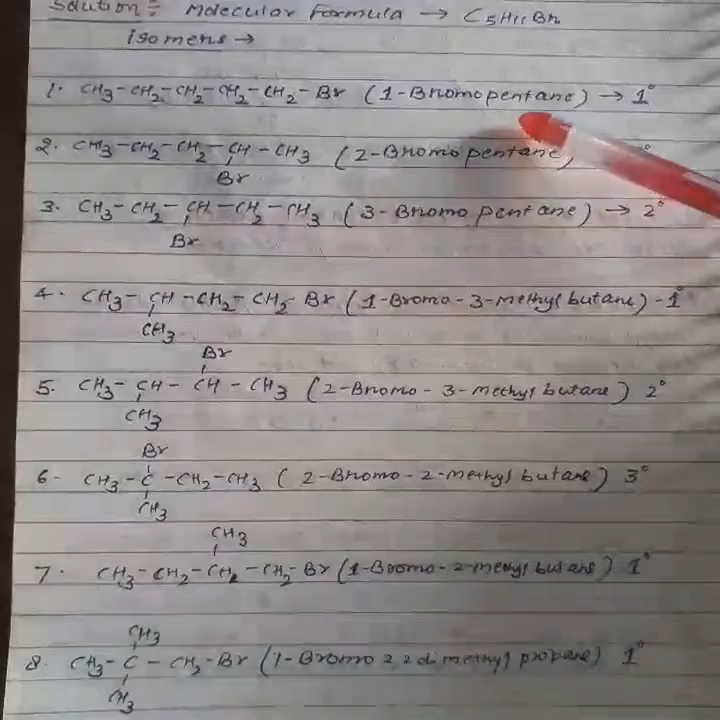 Solution:- Molecular Formula → C5H11Br
isomers →
1. CH3-CH2-CH2-CH2-CH2-Br (1-Bromopentane) → 1°
2. CH3-CH2-CH2-CH-CH3 (2-Bromopentane)
Br
3. CH3-CH2-CH-CH2-CH3 (3-Bromo pentane) → 2°
Br
4. CH3-CH-CH2-CH2-Br (1-Bromo-3-methyl butane)-1°
CH3
Br
5. CH3-CH-CH-CH3 (2-Bromo-3-methyl butane) 2°
CH3
Br
6- CH3-C-CH2-CH3 (2-Bromo-2-methyl butane) 3°
CH3
CH3
7. CH3-CH2-CH-CH2-Br (1-Bromo-2-methyl butane) 1°
CH3
8. CH3-C-CH2-Br (1-Bromo 2,2 dimethyl propane) 1°
CH3